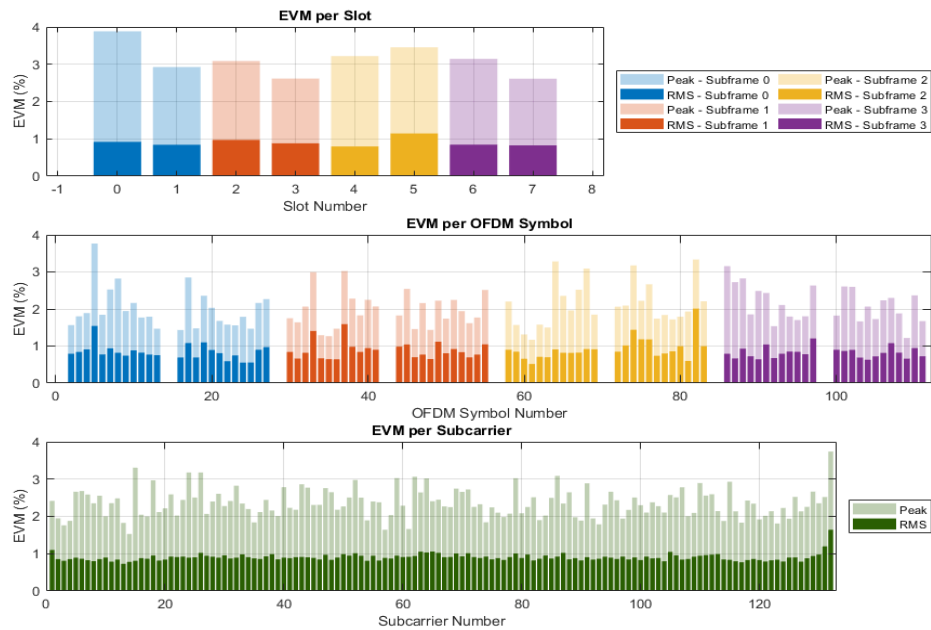 EVM per Slot
4
3
2
1
0
EVM (%)
-1 0 1 2 3 4 5 6 7 8
Slot Number
Peak - Subframe 0 Peak - Subframe 2
RMS - Subframe 0 RMS - Subframe 2
Peak - Subframe 1 Peak - Subframe 3
RMS - Subframe 1 RMS - Subframe 3
EVM per OFDM Symbol
4
3
2
1
0
EVM (%)
0 20 40 60 80 100
OFDM Symbol Number
EVM per Subcarrier
4
3
2
1
0
EVM (%)
0 20 40 60 80 100 120
Subcarrier Number
Peak
RMS